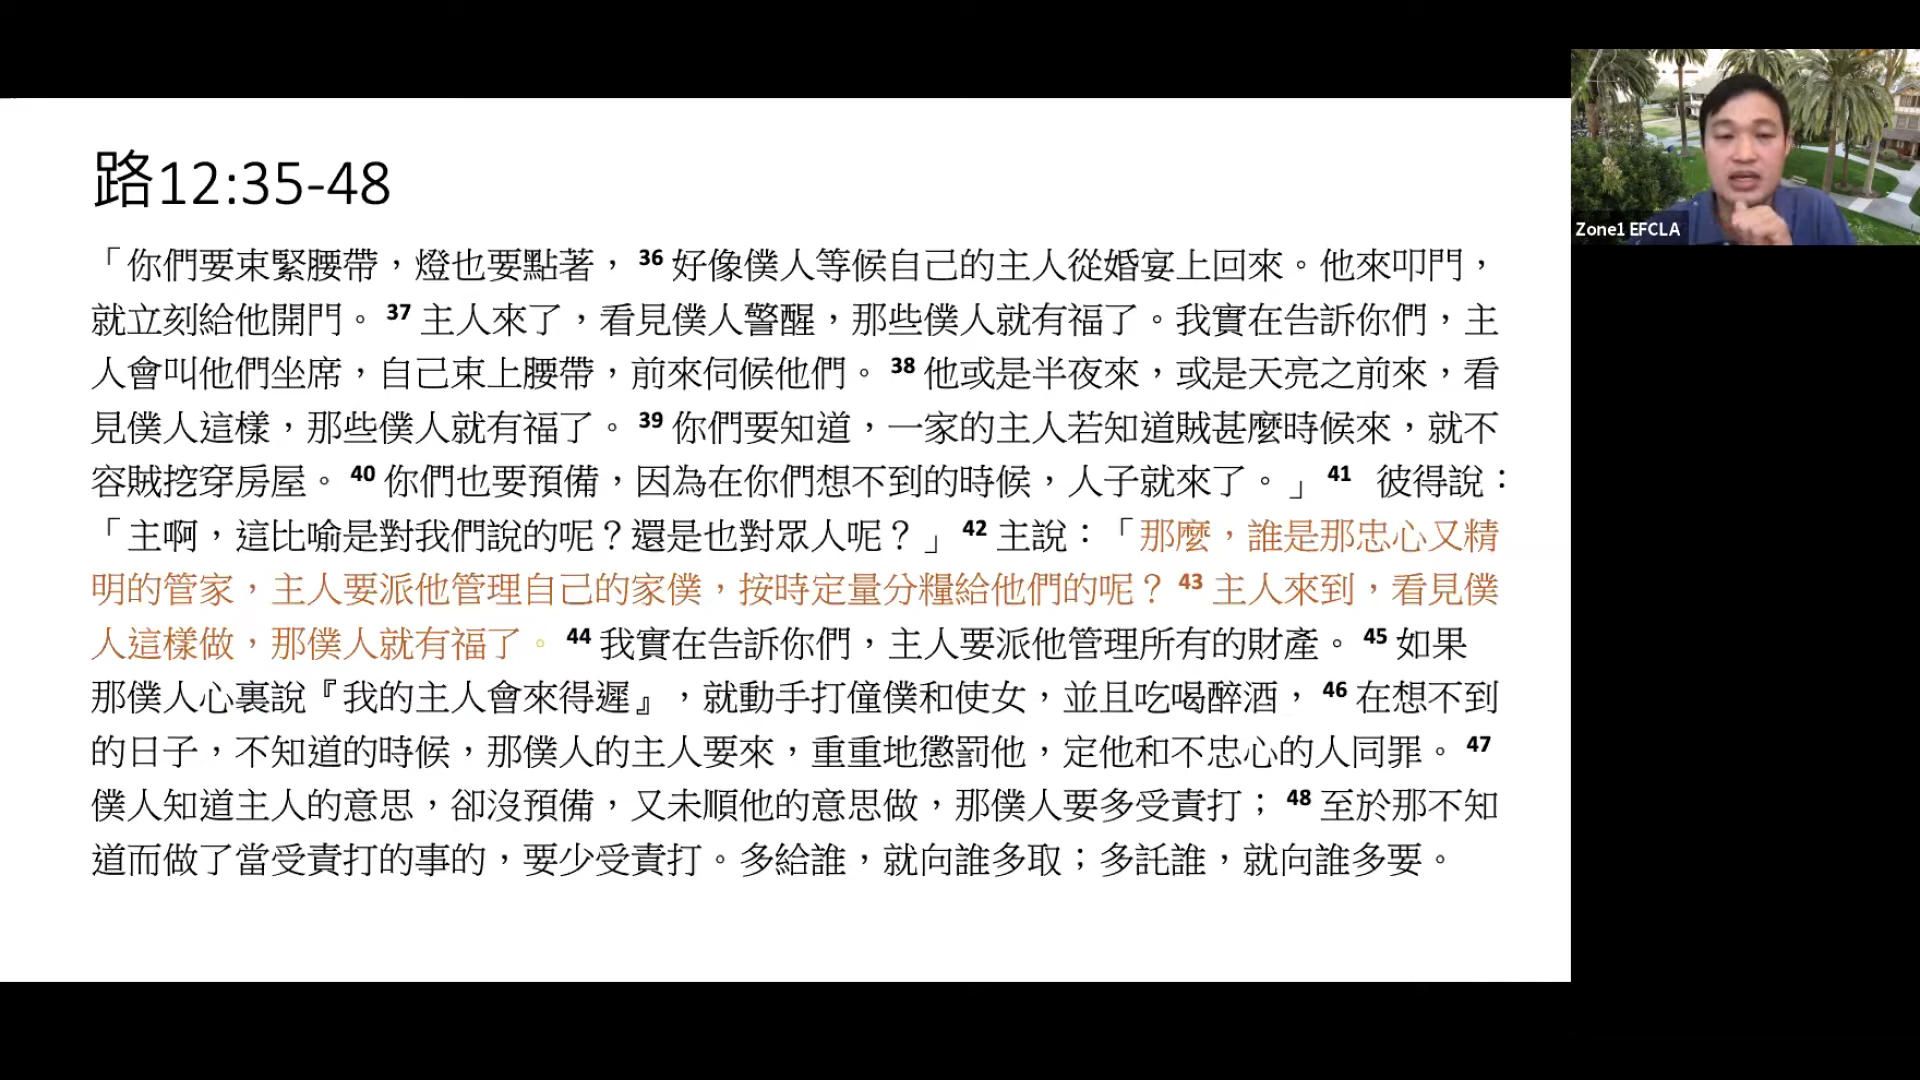 路12:35-48
「你們要束緊腰帶，燈也要點著， 36 好像僕人等候自己的主人從婚宴上回來。他來叩門，
就立刻給他開門。 37 主人來了，看見僕人警醒，那些僕人就有福了。我實在告訴你們，主
人會叫他們坐席，自己束上腰帶，前來伺候他們。 38 他或是半夜來，或是天亮之前來，看
見僕人這樣，那些僕人就有福了。 39 你們要知道，一家的主人若知道賊甚麼時候來，就不
容賊挖穿房屋。 40 你們也要預備，因為在你們想不到的時候，人子就來了。」 41 彼得說：
「主啊，這比喻是對我們說的呢？還是也對眾人呢？」 42 主說：「那麼，誰是那忠心又精
明的管家，主人要派他管理自己的家僕，按時定量分糧給他們的呢？ 43 主人來到，看見僕
人這樣做，那僕人就有福了。 44 我實在告訴你們，主人要派他管理所有的財產。 45 如果
那僕人心裏說『我的主人會來得遲』，就動手打僮僕和使女，並且吃喝醉酒， 46 在想不到
的日子，不知道的時候，那僕人的主人要來，重重地懲罰他，定他和不忠心的人同罪。 47
僕人知道主人的意思，卻沒預備，又未順他的意思做，那僕人要多受責打； 48 至於那不知
道而做了當受責打的事的，要少受責打。多給誰，就向誰多取；多託誰，就向誰多要。
Zone1 EFCLA